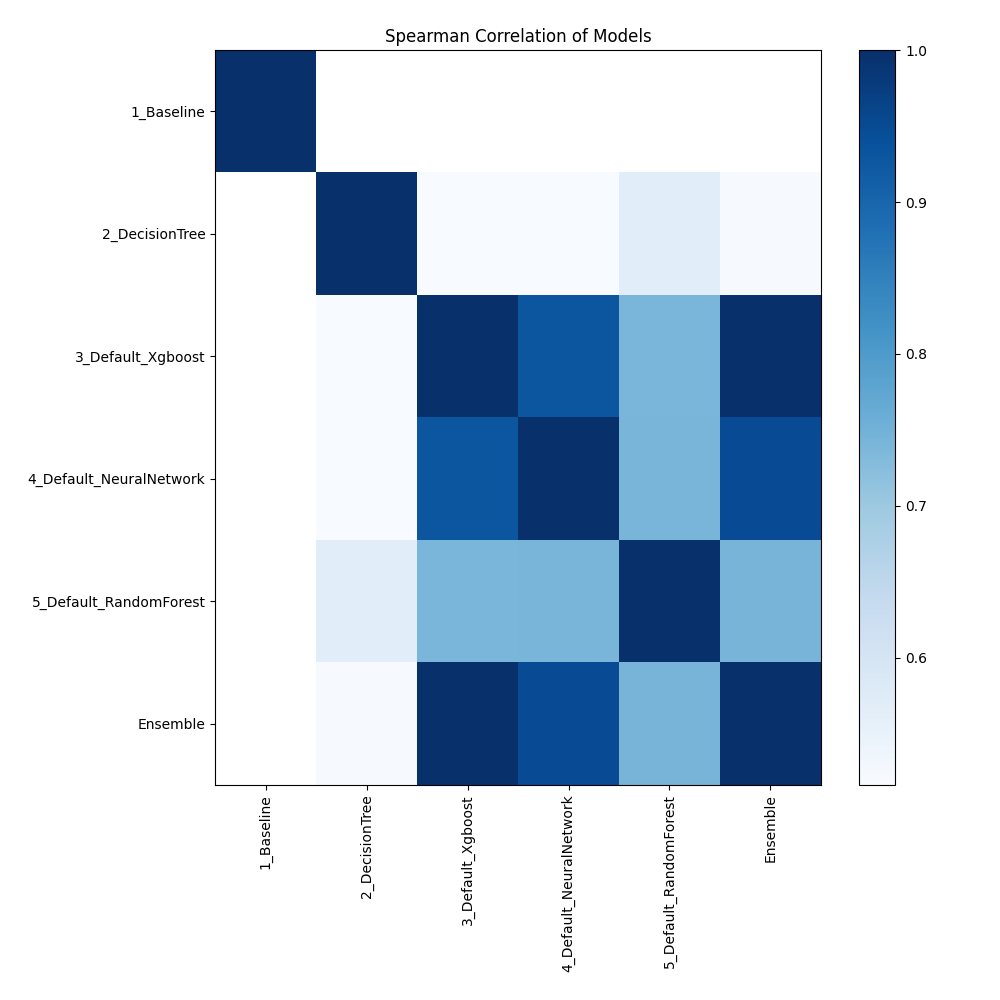 Spearman Correlation of Models
1_Baseline
2_DecisionTree
3_Default_Xgboost
4_Default_NeuralNetwork
5_Default_RandomForest
Ensemble
1_Baseline
2_DecisionTree
3_Default_Xgboost
4_Default_NeuralNetwork
5_Default_RandomForest
Ensemble
1.0
0.9
0.8
0.7
0.6